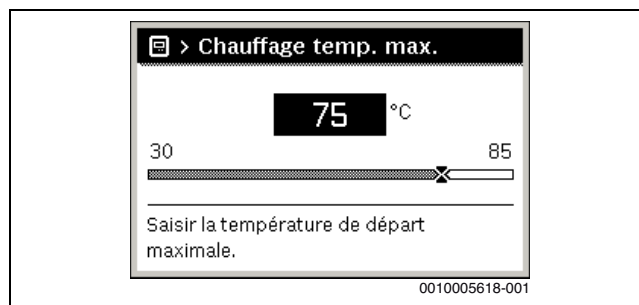 > Chauffage temp. max.
75 °C
30 85
Saisir la température de départ
maximale.
0010005618-001